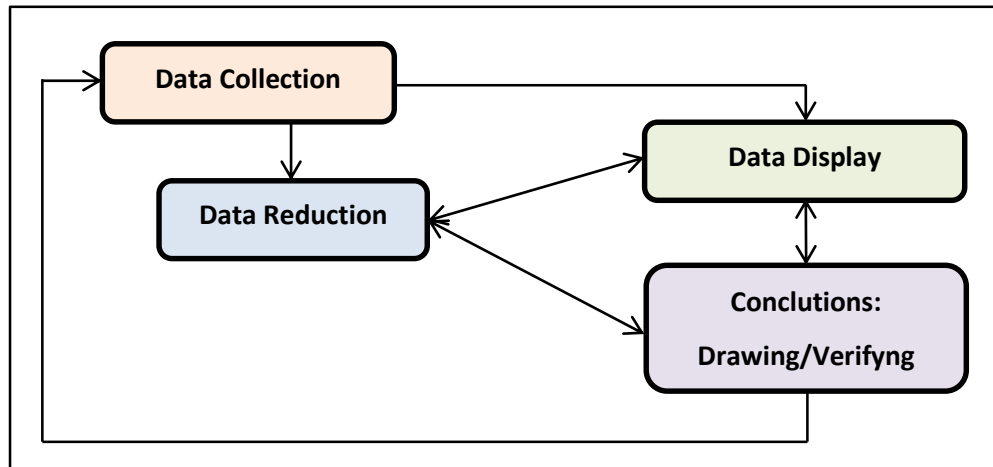 Data Collection
Data Display
Data Reduction
Conclutions:
Drawing/Verifyng